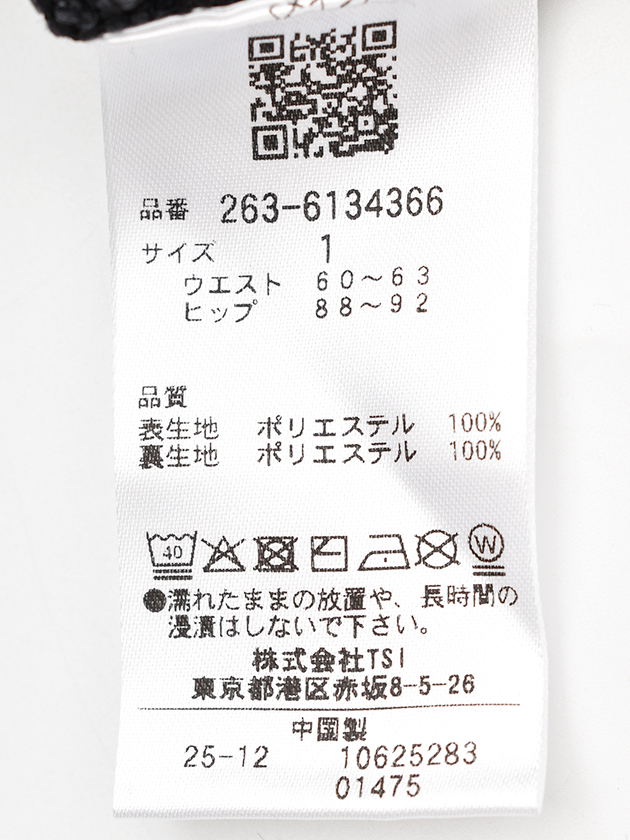 品番 263-6134366
サイズ 1
ウエスト 60～63
ヒップ 88～92
品質
表生地 ポリエステル 100%
裏生地 ポリエステル 100%
40
W
●濡れたままの放置や、長時間の
浸漬はしないで下さい。
株式会社TSI
東京都港区赤坂8-5-26
中国製
25-12 10625283
01475